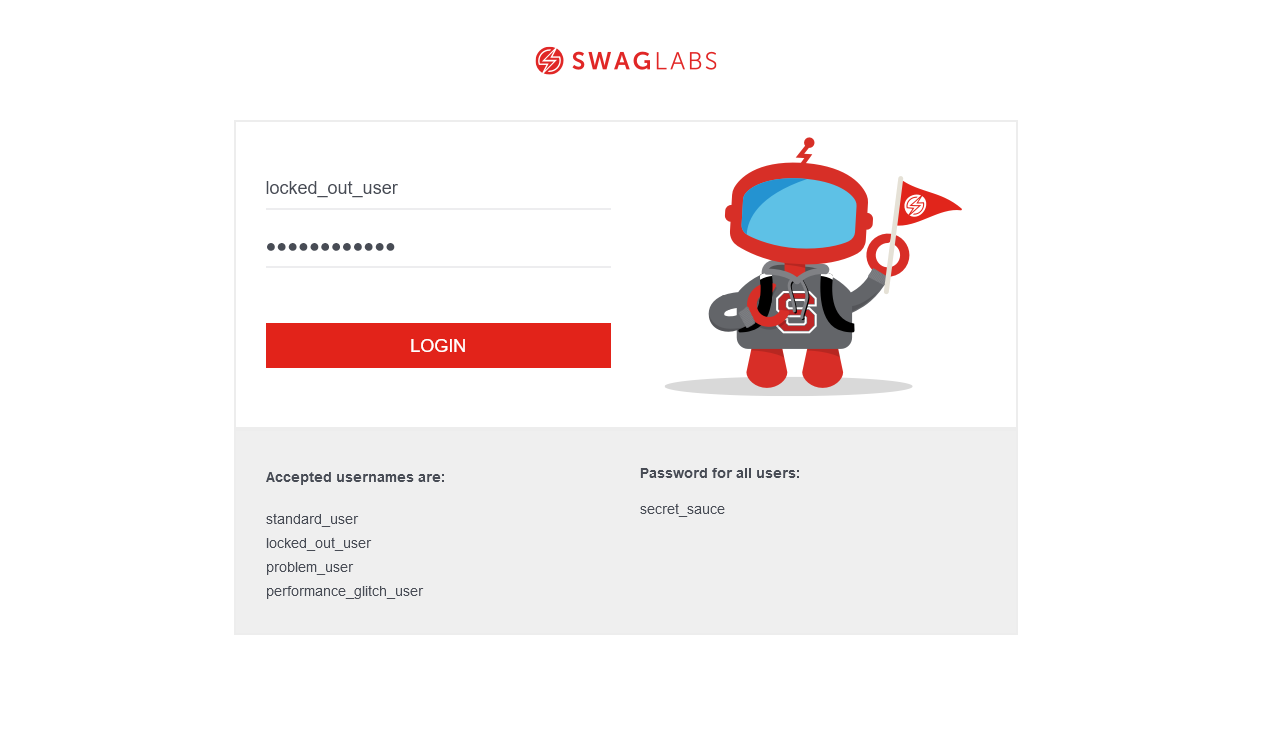 SWAGLABS
locked_out_user
••••••••••••
LOGIN
S
Accepted usernames are:
standard_user
locked_out_user
problem_user
performance_glitch_user
Password for all users:
secret_sauce